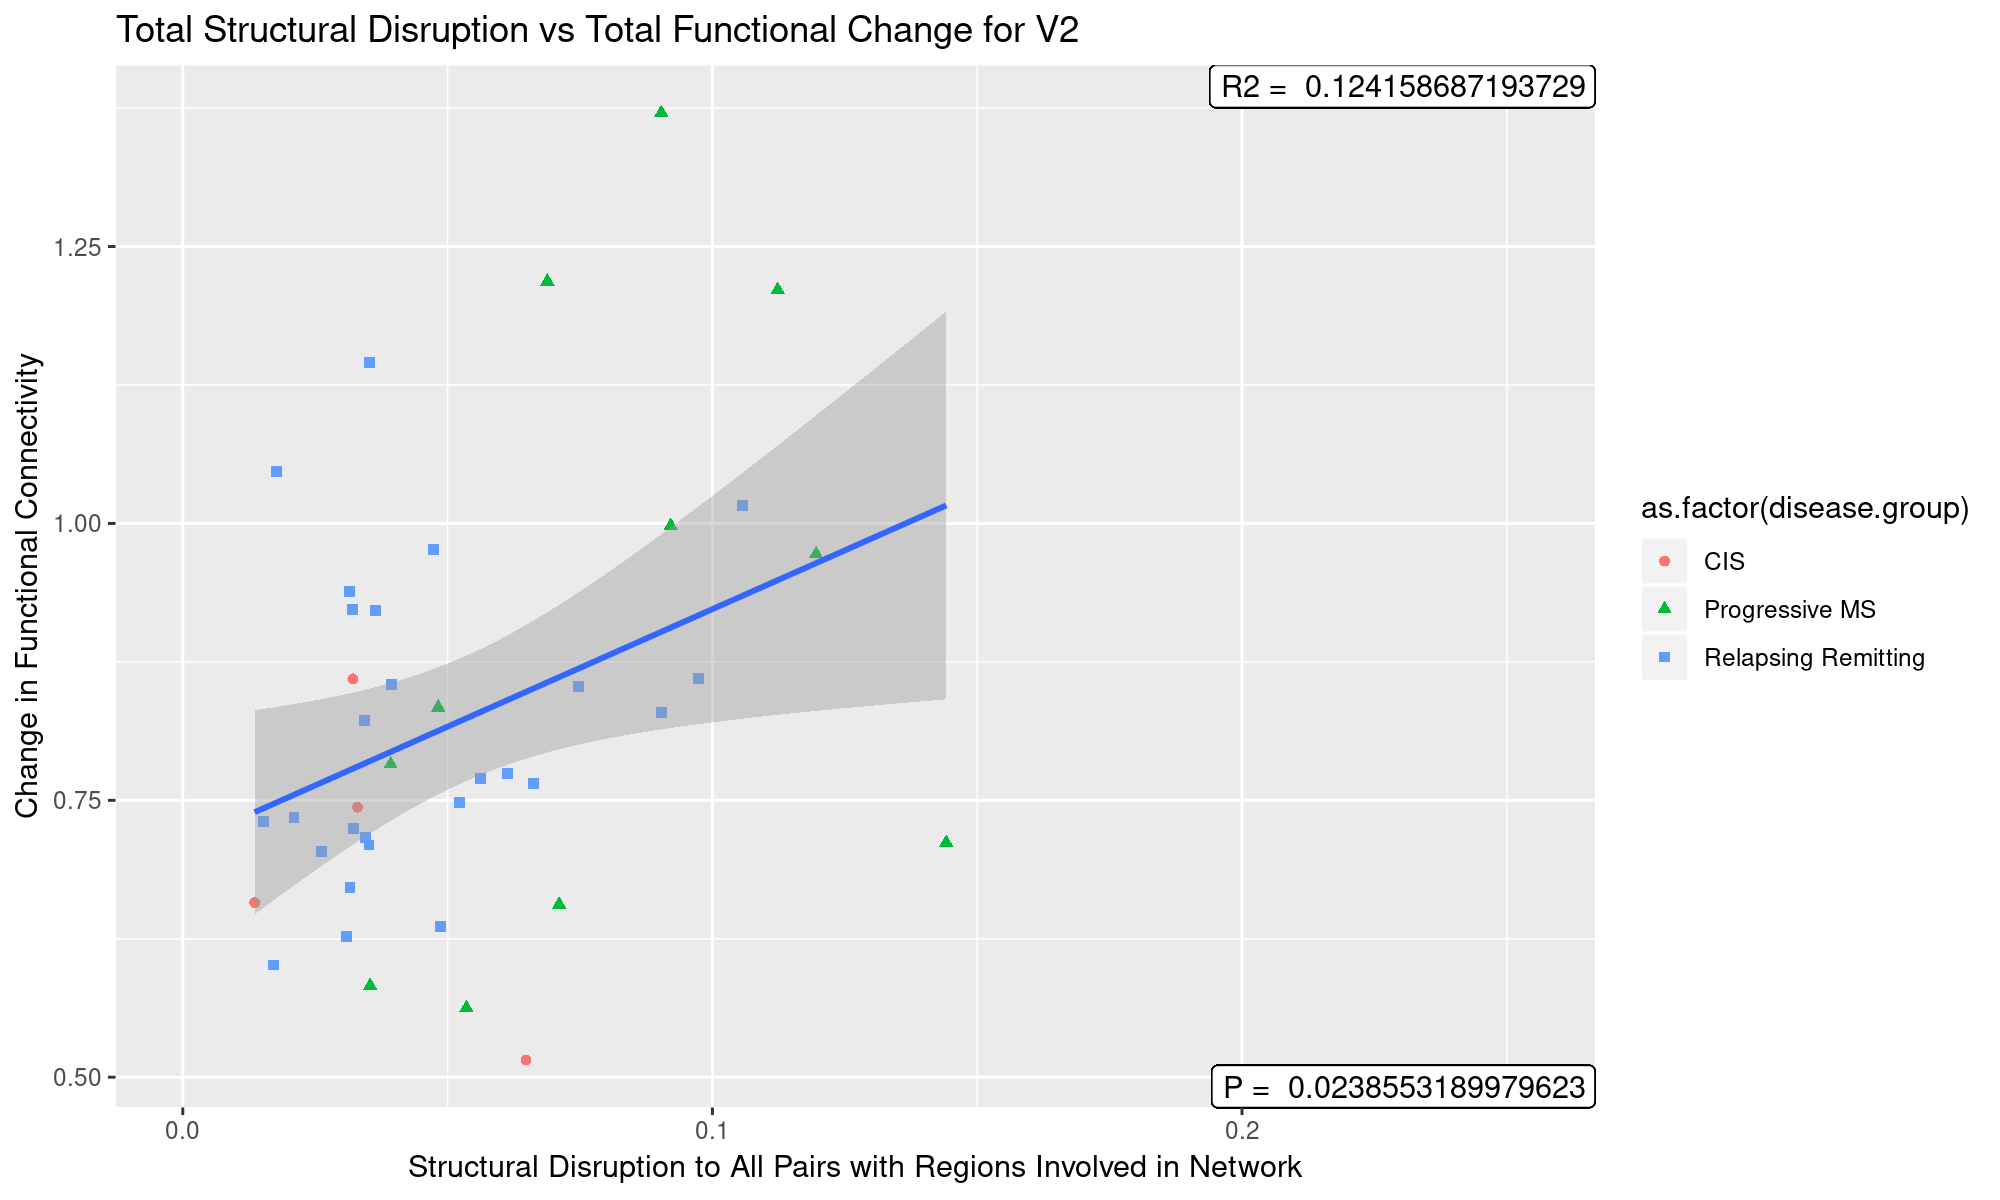 Total Structural Disruption vs Total Functional Change for V2
R2 =  0.124158687193729
1.25
1.00
0.75
0.50
Change in Functional Connectivity
P =  0.0238553189979623
0.0
0.1
0.2
Structural Disruption to All Pairs with Regions Involved in Network
as.factor(disease.group)
CIS
Progressive MS
Relapsing Remitting